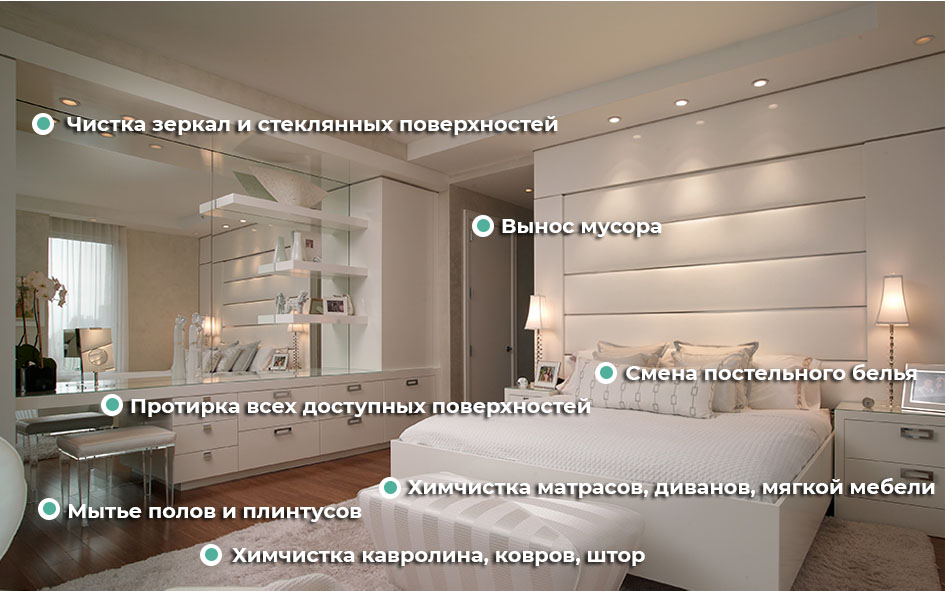 Чистка зеркал и стеклянных поверхностей
Вынос мусора
Смена постельного белья
Протирка всех доступных поверхностей
Химчистка матрасов, диванов, мягкой мебели
Мытье полов и плинтусов
Химчистка кавролина, ковров, штор